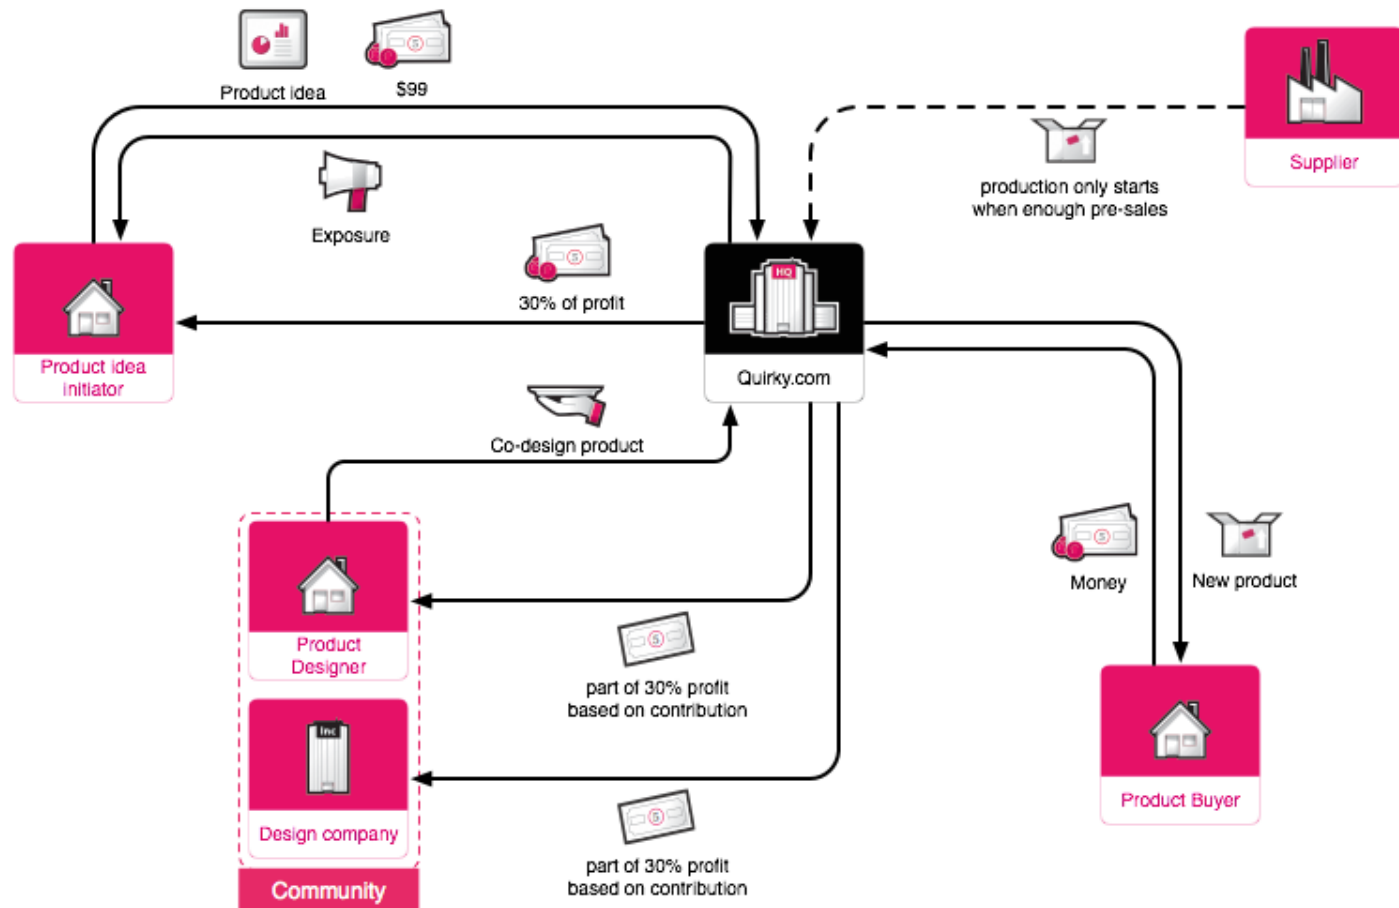 Product idea
$99
Exposure
30% of profit
production only starts
when enough pre-sales
Supplier
HQ
Quirky.com
Product idea
initiator
Co-design product
Product
Designer
part of 30% profit
based on contribution
Money
New product
Inc
Design company
Product Buyer
part of 30% profit
based on contribution
Community